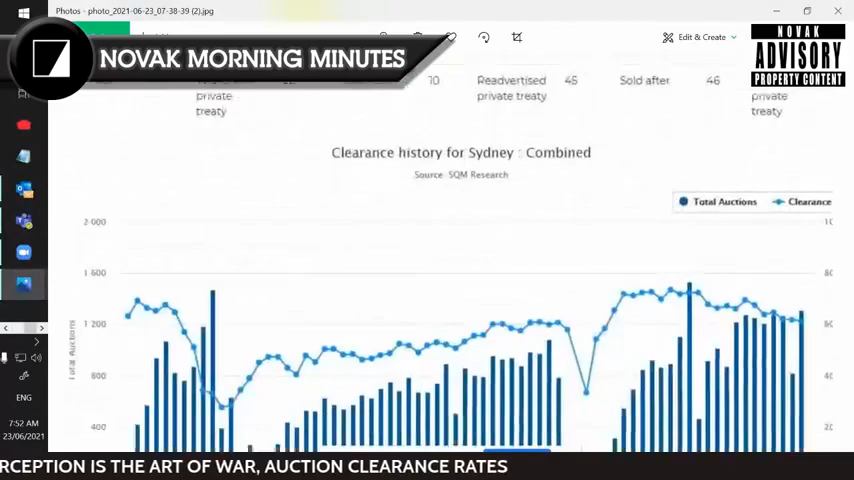 Photos - photo_2021-06-23_07-38-39 (2).jpg
Edit & Create
NOVAK MORNING MINUTES
NOVAK
ADVISORY
PROPERTY CONTENT
10
Readvertised
private treaty
45
Sold after
46
private
treaty
private
treaty
Clearance history for Sydney : Combined
Source: SQM Research
Total Auctions
Clearance
2 000
1 600
80
1 200
800
400
Total Auctions
ENG
7:52 AM
23/06/2021
RCEPTION IS THE ART OF WAR, AUCTION CLEARANCE RATES